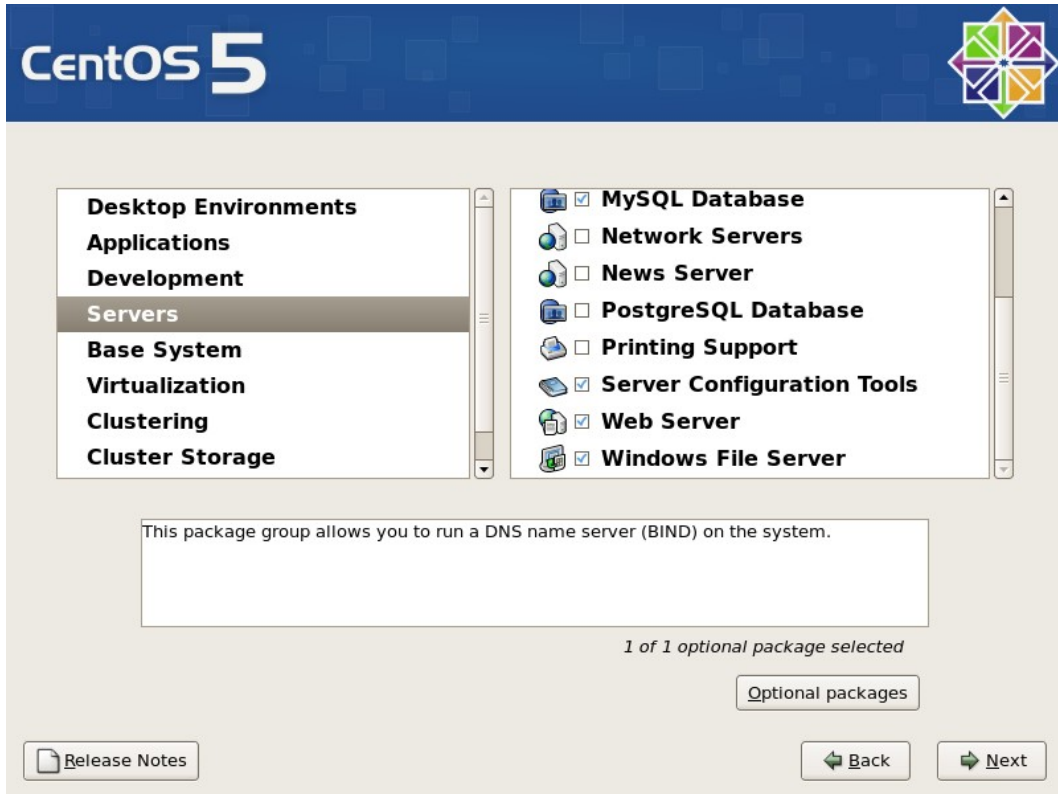 CentOS 5
Desktop Environments
Applications
Development
Servers
Base System
Virtualization
Clustering
Cluster Storage
MySQL Database
Network Servers
News Server
PostgreSQL Database
Printing Support
Server Configuration Tools
Web Server
Windows File Server
This package group allows you to run a DNS name server (BIND) on the system.
1 of 1 optional package selected
Optional packages
Release Notes
Back
Next